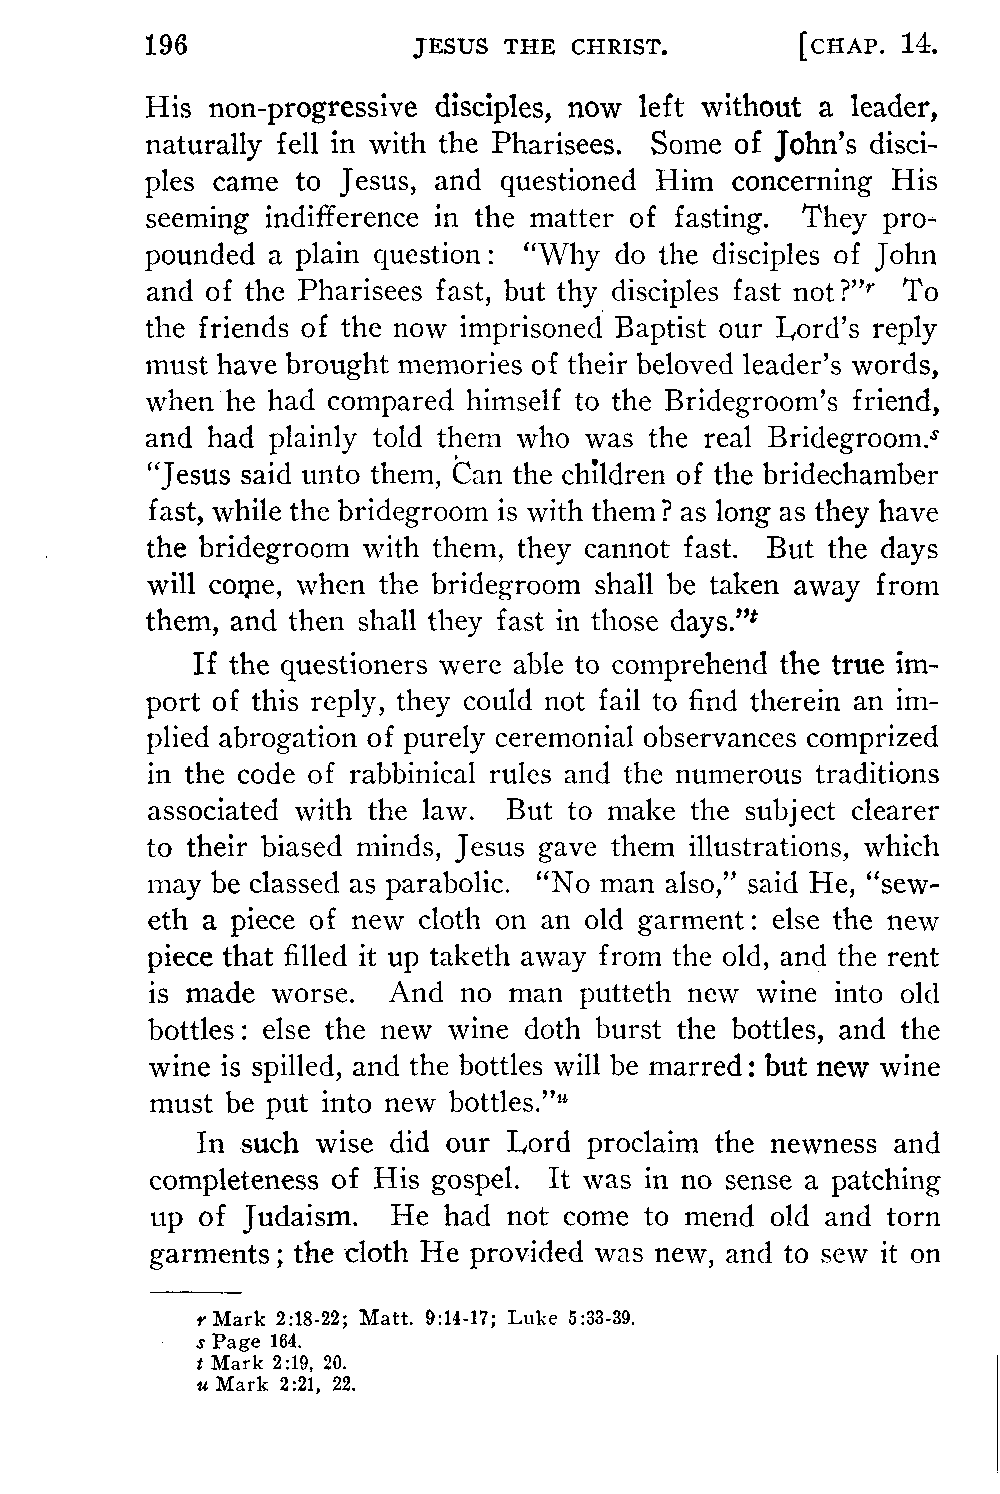 196 JESUS THE CHRIST. [CHAP. 14.
His non-progressive disciples, now left without a leader,
naturally fell in with the Pharisees. Some of John's disci-
ples came to Jesus, and questioned Him concerning His
seeming indifference in the matter of fasting. They pro-
pounded a plain question: "Why do the disciples of John
and of the Pharisees fast, but thy disciples fast not?"r To
the friends of the now imprisoned Baptist our Lord's reply
must have brought memories of their beloved leader's words,
when he had compared himself to the Bridegroom's friend,
and had plainly told them who was the real Bridegroom.s
"Jesus said unto them, Can the children of the bridechamber
fast, while the bridegroom is with them? as long as they have
the bridegroom with them, they cannot fast. But the days
will come, when the bridegroom shall be taken away from
them, and then shall they fast in those days."t
If the questioners were able to comprehend the true im-
port of this reply, they could not fail to find therein an im-
plied abrogation of purely ceremonial observances comprized
in the code of rabbinical rules and the numerous traditions
associated with the law. But to make the subject clearer
to their biased minds, Jesus gave them illustrations, which
may be classed as parabolic. "No man also," said He, "sew-
eth a piece of new cloth on an old garment: else the new
piece that filled it up taketh away from the old, and the rent
is made worse. And no man putteth new wine into old
bottles: else the new wine doth burst the bottles, and the
wine is spilled, and the bottles will be marred: but new wine
must be put into new bottles."u
In such wise did our Lord proclaim the newness and
completeness of His gospel. It was in no sense a patching
up of Judaism. He had not come to mend old and torn
garments; the cloth He provided was new, and to sew it on
r Mark 2:18-22; Matt. 9:14-17; Luke 5:33-39.
s Page 164.
t Mark 2:19, 20.
u Mark 2:21, 22.